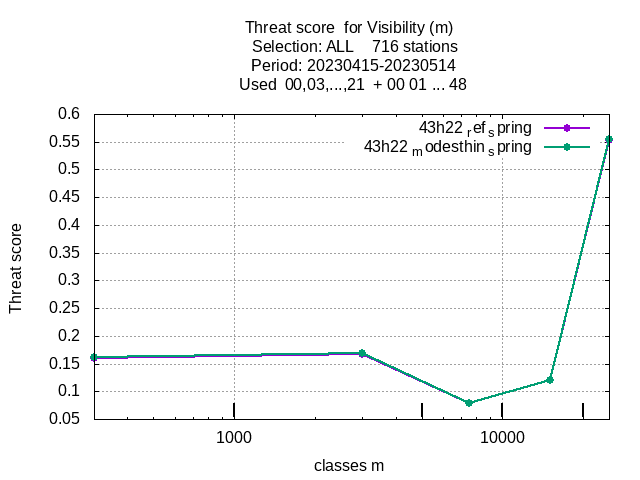 Threat score  for Visibility (m)
Selection: ALL    716 stations
Period: 20230415-20230514
Used  00,03,...,21  + 00 01 ... 48
0.6
43h22 ref spring
0.55
43h22 modesthin spring
0.5
0.45
0.4
0.35
Threat score
0.3
0.25
0.2
0.15
0.1
0.05
1000
10000
classes m